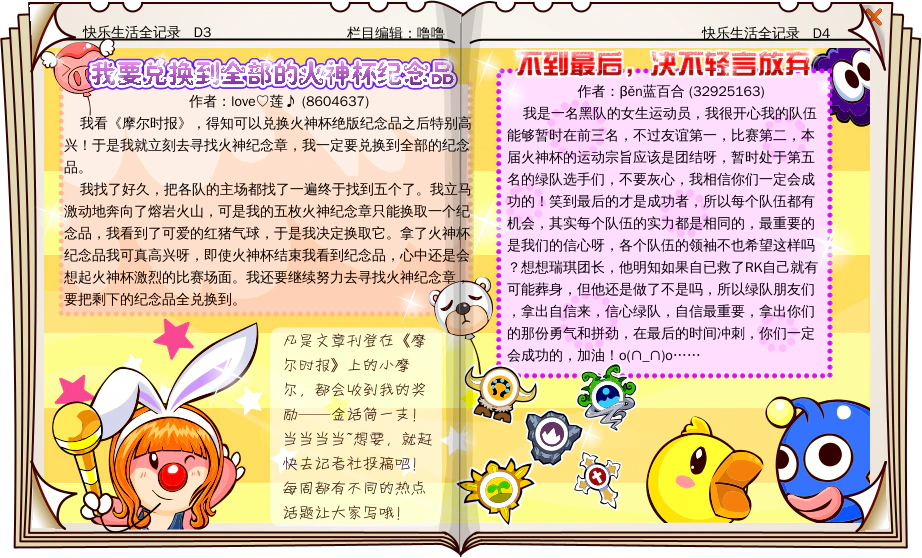 快乐生活全记录 D3
栏目编辑：噜噜
我要兑换到全部的火神杯纪念品
作者：love♡莲♪ (8604637)
我看《摩尔时报》，得知可以兑换火神杯绝版纪念品之后特别高
兴！于是我就立刻去寻找火神纪念章，我一定要兑换到全部的纪念
品。
我找了好久，把各队的主场都找了一遍终于找到五个了。我立马
激动地奔向了熔岩火山，可是我的五枚火神纪念章只能换取一个纪
念品，我看到了可爱的红猪气球，于是我决定换取它。拿了火神杯
纪念品我可真高兴呀，即使火神杯结束我看到纪念品，心中还是会
想起火神杯激烈的比赛场面。我还要继续努力去寻找火神纪念章，
要把剩下的纪念品全兑换到。
凡是文章刊登在《摩
尔时报》上的小摩
尔，都会收到我的奖
励——金话筒一支！
当当当当~想要，就赶
快去记者社投稿吧！
每周都有不同的热点
话题让大家写哦！
快乐生活全记录 D4
不到最后，决不轻言放弃
作者：βěn蓝百合 (32925163)
我是一名黑队的女生运动员，我很开心我的队伍
能够暂时在前三名，不过友谊第一，比赛第二，本
届火神杯的运动宗旨应该是团结呀，暂时处于第五
名的绿队选手们，不要灰心，我相信你们一定会成
功的！笑到最后的才是成功者，所以每个队伍都有
机会，其实每个队伍的实力都是相同的，最重要的
是我们的信心呀，各个队伍的领袖不也希望这样吗
？想想瑞琪团长，他明知如果自已救了RK自己就有
可能葬身，但他还是做了不是吗，所以绿队朋友们
，拿出自信来，信心绿队，自信最重要，拿出你们
的那份勇气和拼劲，在最后的时间冲刺，你们一定
会成功的，加油！o(∩_∩)o……